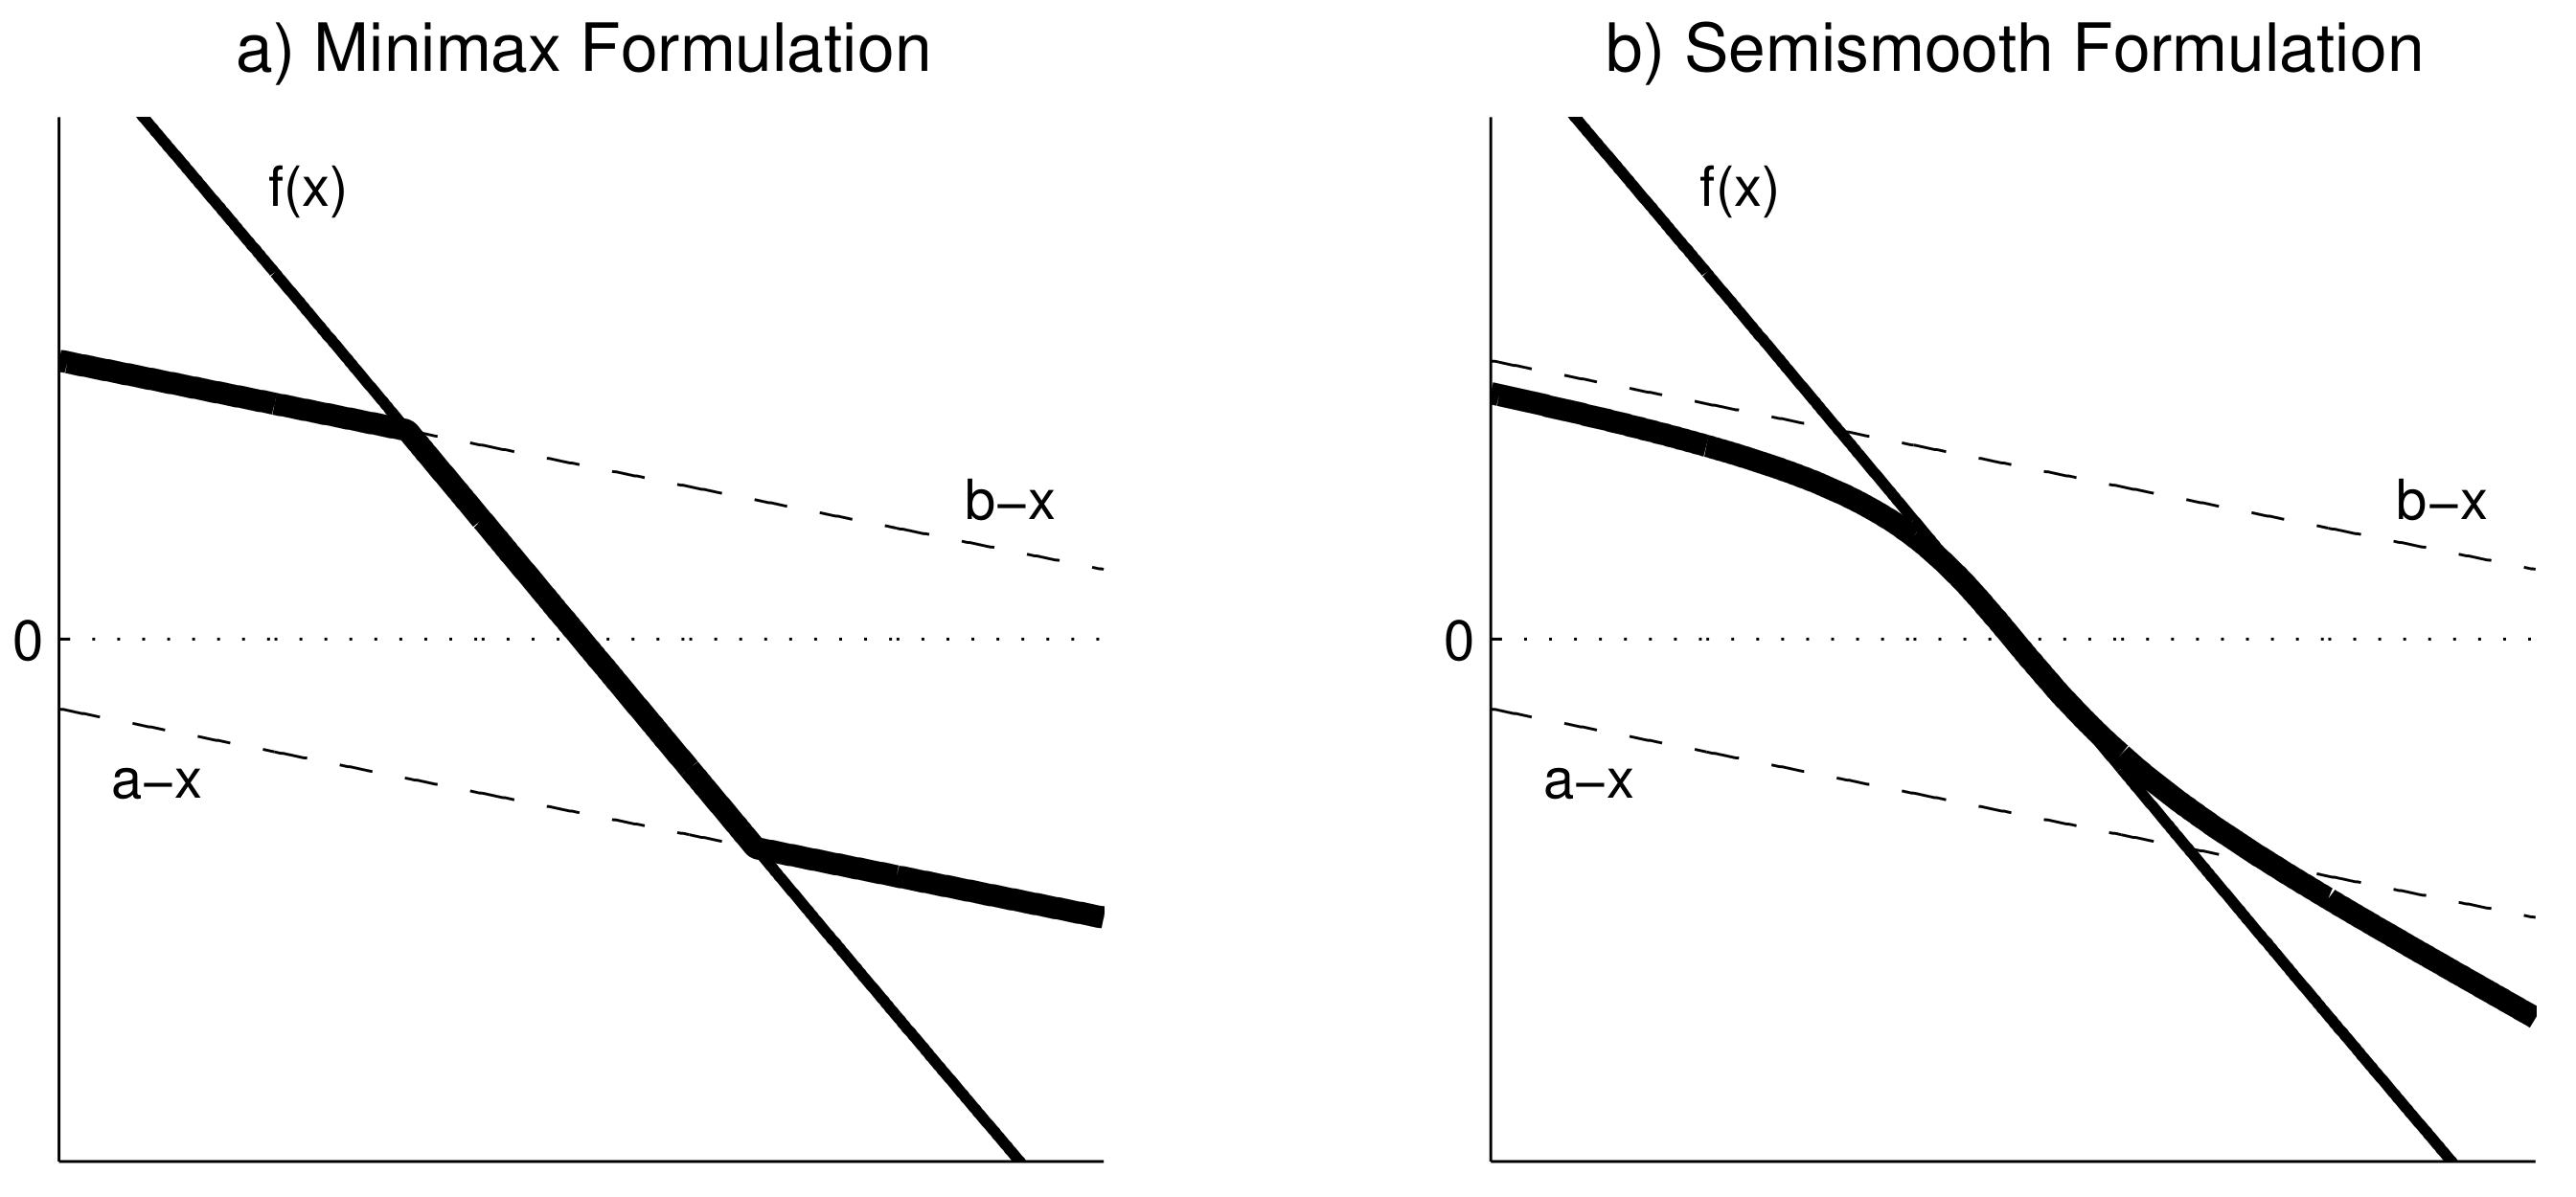 a) Minimax Formulation
f(x)
b−x
0
a−x
b) Semismooth Formulation
f(x)
b−x
0
a−x